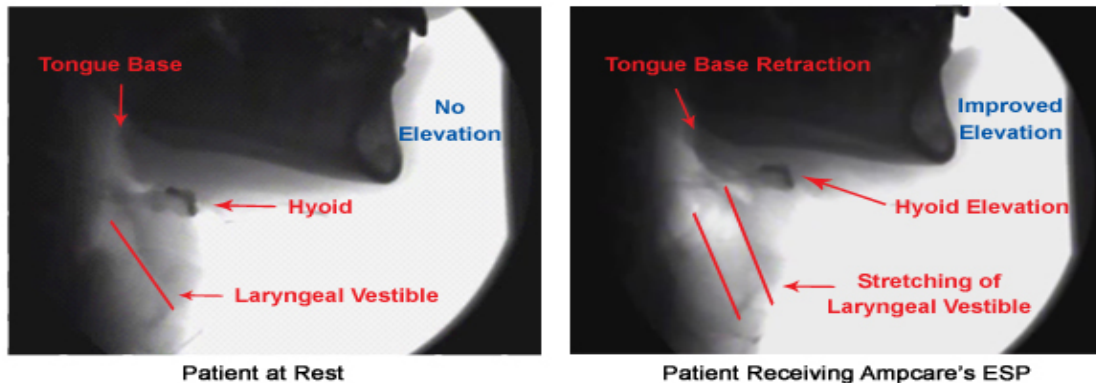 Tongue Base
No
Elevation
Hyoid
Laryngeal Vestible
Patient at Rest
Tongue Base Retraction
Improved
Elevation
Hyoid Elevation
Stretching of
Laryngeal Vestible
Patient Receiving Ampcare's ESP